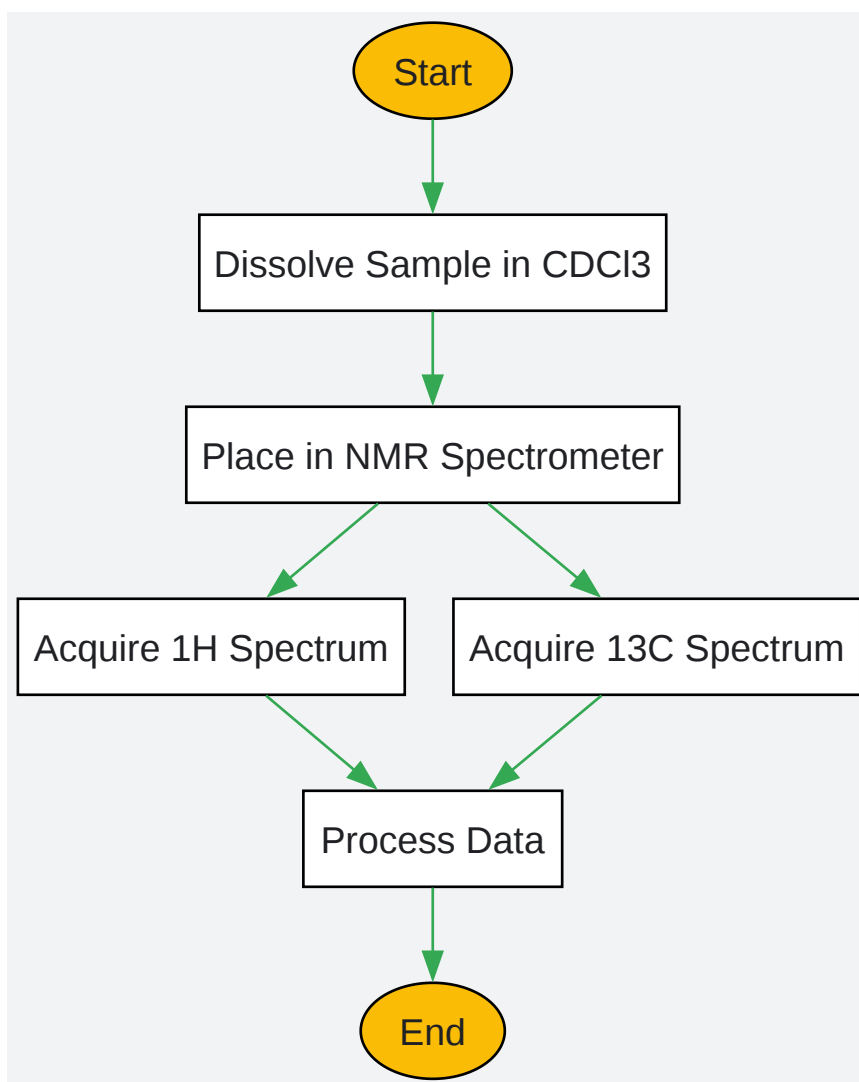 Start
Dissolve Sample in CDCl3
Place in NMR Spectrometer
Acquire 1H Spectrum
Acquire 13C Spectrum
Process Data
End